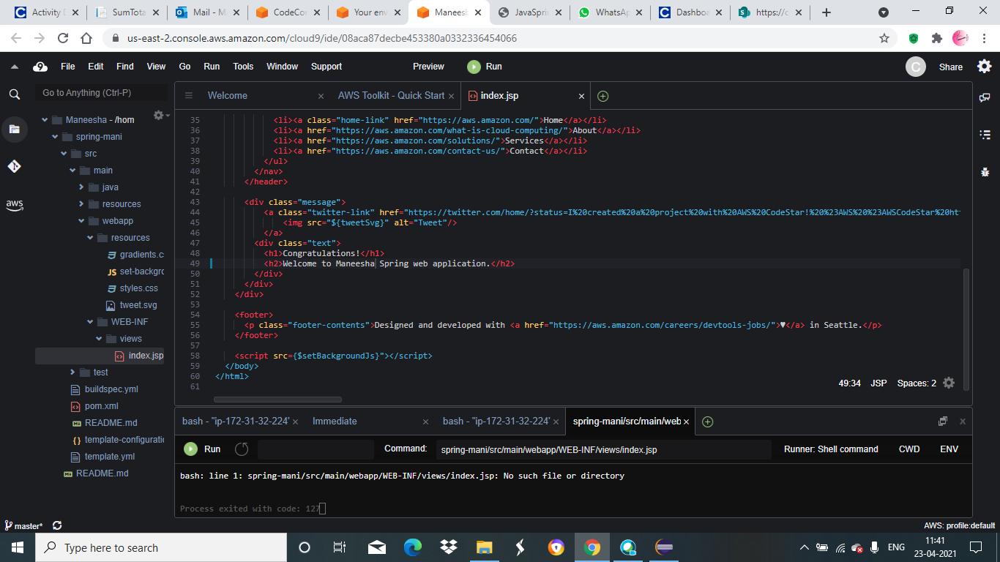 Activity D
SumTota
Mail - M
CodeCor
Your env
Maneesh
JavaSpri
WhatsAp
Dashboa
https://c
us-east-2.console.aws.amazon.com/cloud9/ide/08aca87decbe453380a0332336454066
9 File Edit Find View Go Run Tools Window Support Preview Run C Share
Go to Anything (Ctrl-P)
Welcome AWS Toolkit - Quick Start index.jsp
Maneesha - /hom
spring-mani
src
main
java
resources
webapp
resources
gradients.c
JS set-backgro
styles.css
tweet.svg
WEB-INF
views
index.jsp
test
buildspec.yml
pom.xml
README.md
template-configurati
template.yml
README.md
aws
35 <li><a class="home-link" href="https://aws.amazon.com/">Home</a></li>
36 <li><a href="https://aws.amazon.com/what-is-cloud-computing/">About</a></li>
37 <li><a href="https://aws.amazon.com/solutions/">Services</a></li>
38 <li><a href="https://aws.amazon.com/contact-us/">Contact</a></li>
39 </ul>
40 </nav>
41 </header>
42
43 <div class="message">
44 <a class="twitter-link" href="https://twitter.com/home/?status=I%20created%20a%20project%20with%20AWS%20CodeStar!%20%23AWS%20%23AWSCodeStar%20htt
45 <img src="${tweetSvg}" alt="Tweet"/>
46 </a>
47 <div class="text">
48 <h1>Congratulations!</h1>
49 <h2>Welcome to Maneesha Spring web application.</h2>
50 </div>
51 </div>
52 </div>
53
54 <footer>
55 <p class="footer-contents">Designed and developed with <a href="https://aws.amazon.com/careers/devtools-jobs/">♥</a> in Seattle.</p>
56 </footer>
57
58 <script src={$setBackgroundJs}"></script>
59 </body>
60 </html>
61
49:34 JSP Spaces: 2
bash - "ip-172-31-32-224" Immediate bash - "ip-172-31-32-224" spring-mani/src/main/web
Run Command: spring-mani/src/main/webapp/WEB-INF/views/index.jsp Runner: Shell command CWD ENV
bash: line 1: spring-mani/src/main/webapp/WEB-INF/views/index.jsp: No such file or directory
Process exited with code: 127
master* AWS: profile:default
Type here to search
ENG
11:41
23-04-2021